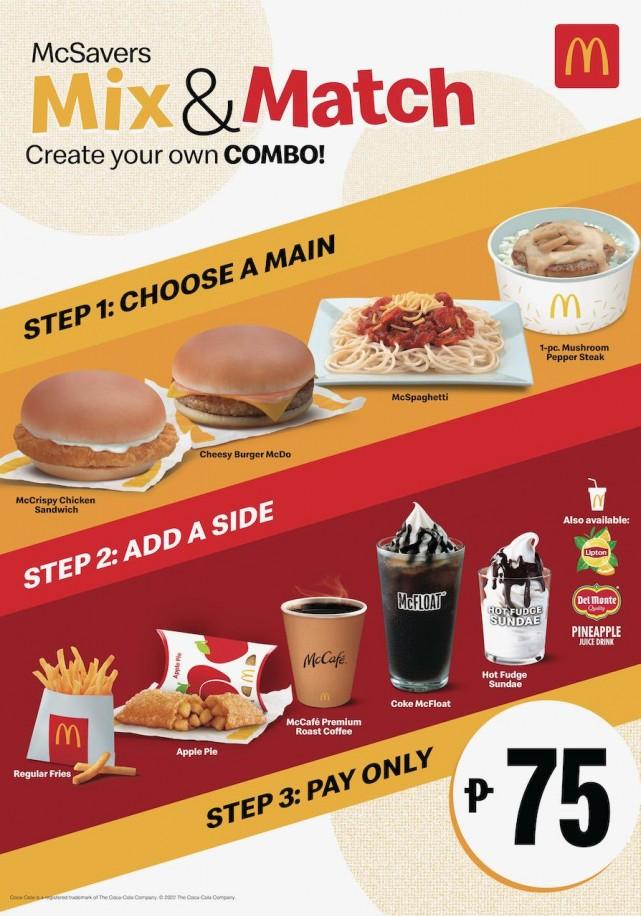 McSavers
Mix & Match
Create your own COMBO!
STEP 1: CHOOSE A MAIN
1-pc. Mushroom
Pepper Steak
McSpaghetti
Cheesy Burger McDo
McCrispy Chicken
Sandwich
STEP 2: ADD A SIDE
Also available:
Lipton
Del Monte
Quality
PINEAPPLE
JUICE DRINK
McFLOAT
HOT FUDGE
SUNDAE
Hot Fudge
Sundae
Coke McFloat
McCafé
McCafé Premium
Roast Coffee
Apple Pie
Apple Pie
Regular Fries
STEP 3: PAY ONLY
₱ 75
Coca-Cola is a registered trademark of The Coca-Cola Company. © 2022 The Coca-Cola Company.